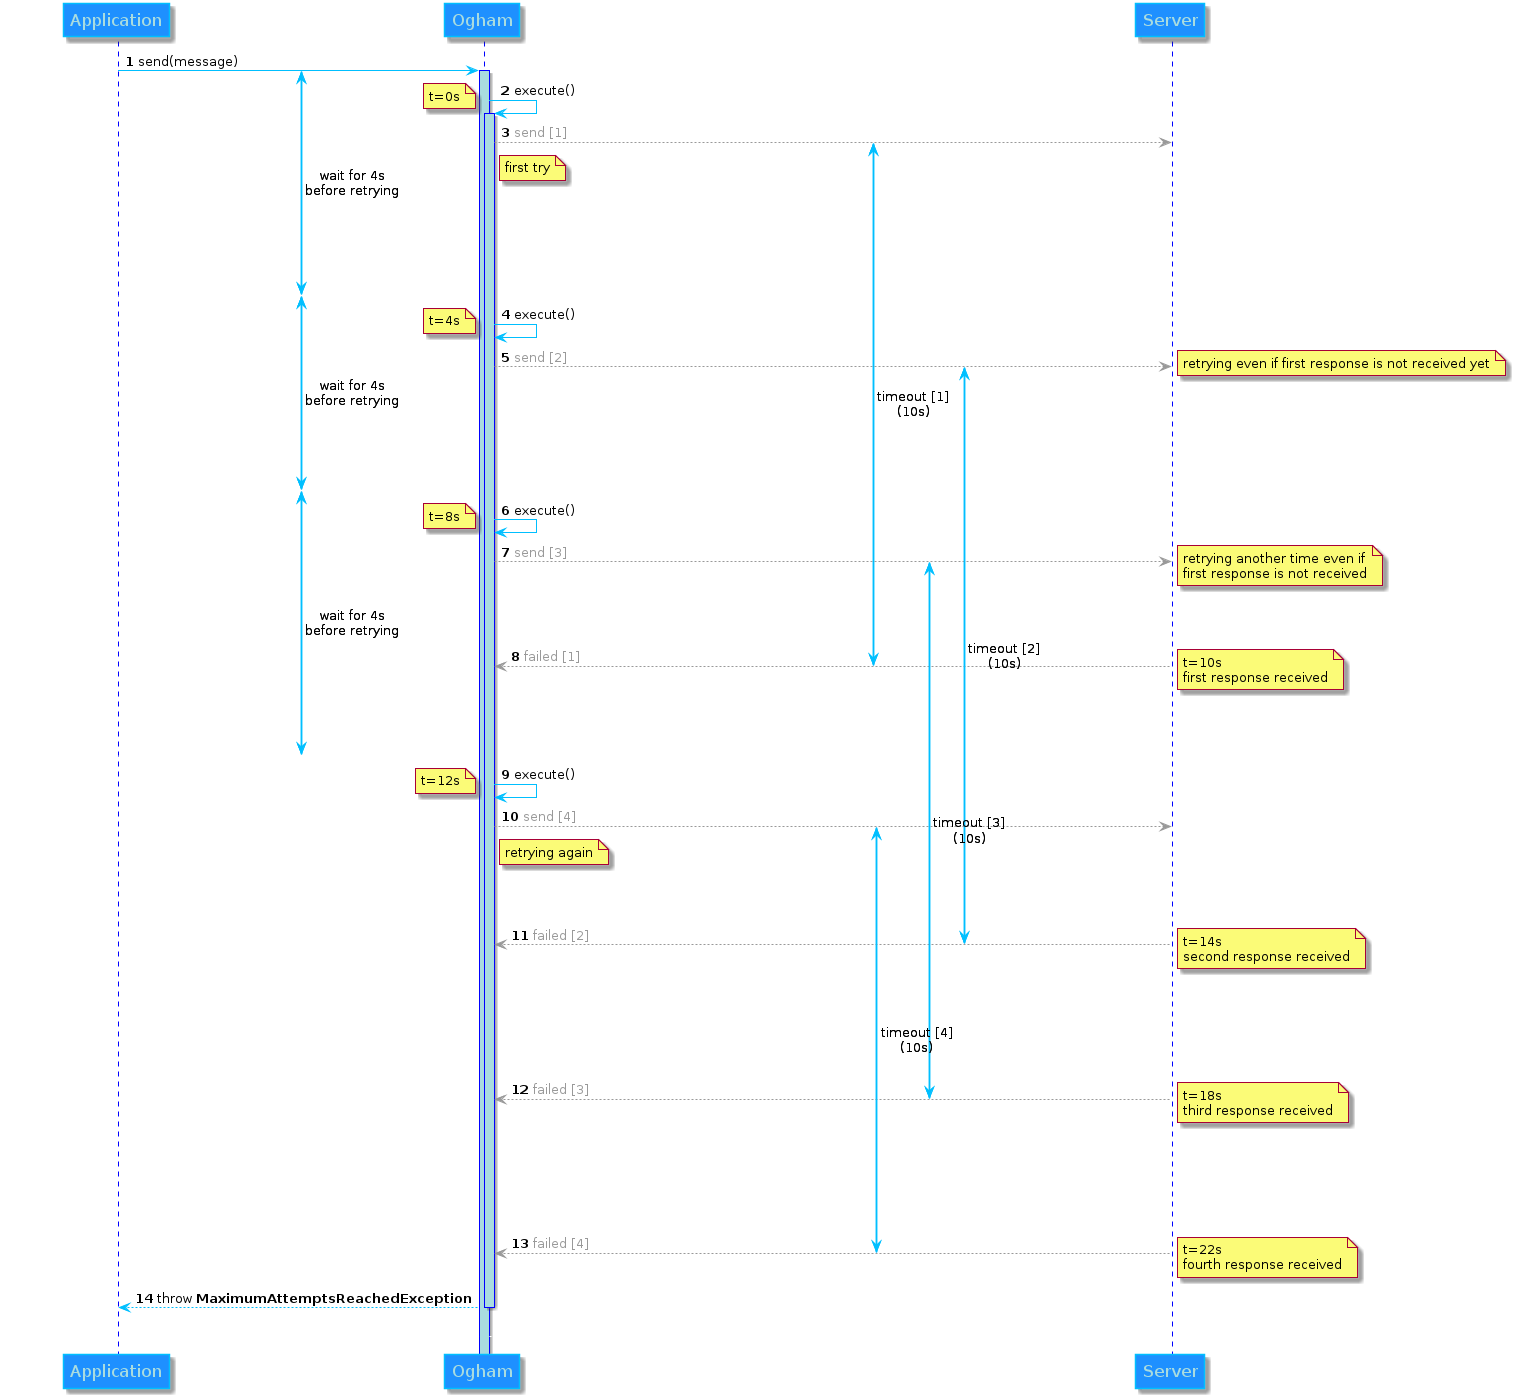 Application
Ogham
Server
1 send(message)
t=0s
2 execute()
3 send [1]
first try
wait for 4s
before retrying
4 execute()
t=4s
5 send [2]
retrying even if first response is not received yet
wait for 4s
before retrying
timeout [1]
(10s)
6 execute()
t=8s
7 send [3]
retrying another time even if
first response is not received
wait for 4s
before retrying
timeout [2]
(10s)
8 failed [1]
t=10s
first response received
9 execute()
t=12s
10 send [4]
timeout [3]
(10s)
retrying again
11 failed [2]
t=14s
second response received
timeout [4]
(10s)
12 failed [3]
t=18s
third response received
13 failed [4]
t=22s
fourth response received
14 throw MaximumAttemptsReachedException
Application
Ogham
Server